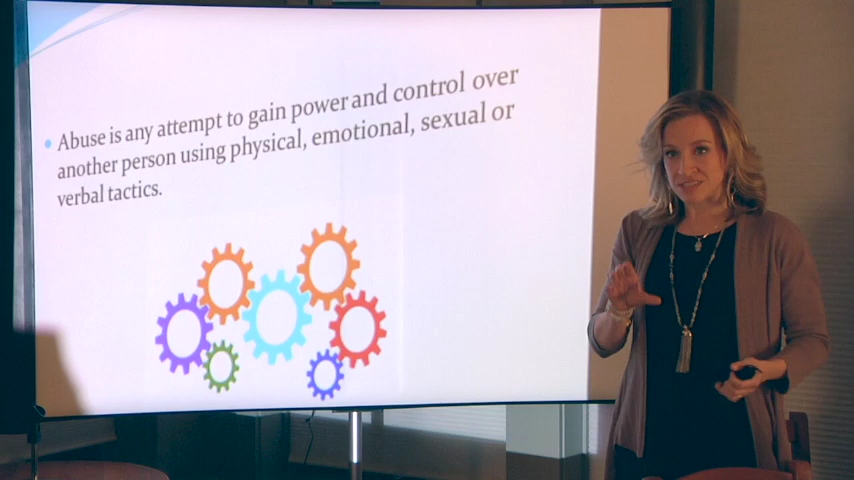 • Abuse is any attempt to gain power and control over
another person using physical, emotional, sexual or
verbal tactics.